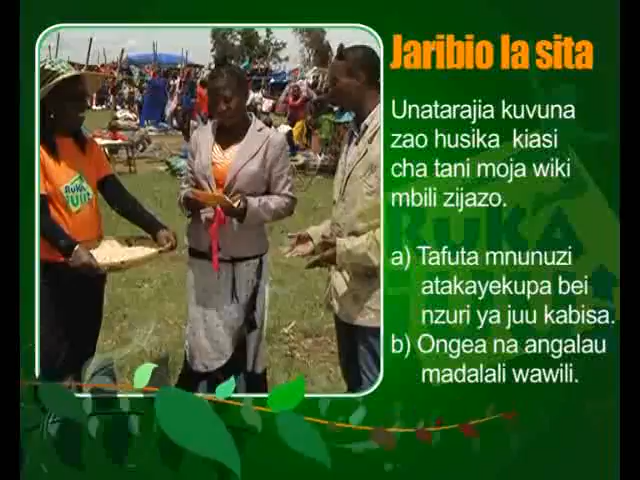 Jaribio la sita
Unatarajia kuvuna
zao husika kiasi
cha tani moja wiki
mbili zijazo.
a) Tafuta mnunuzi
atakayekupa bei
nzuri ya juu kabisa.
b) Ongea na angalau
madalali wawili.
RuKA